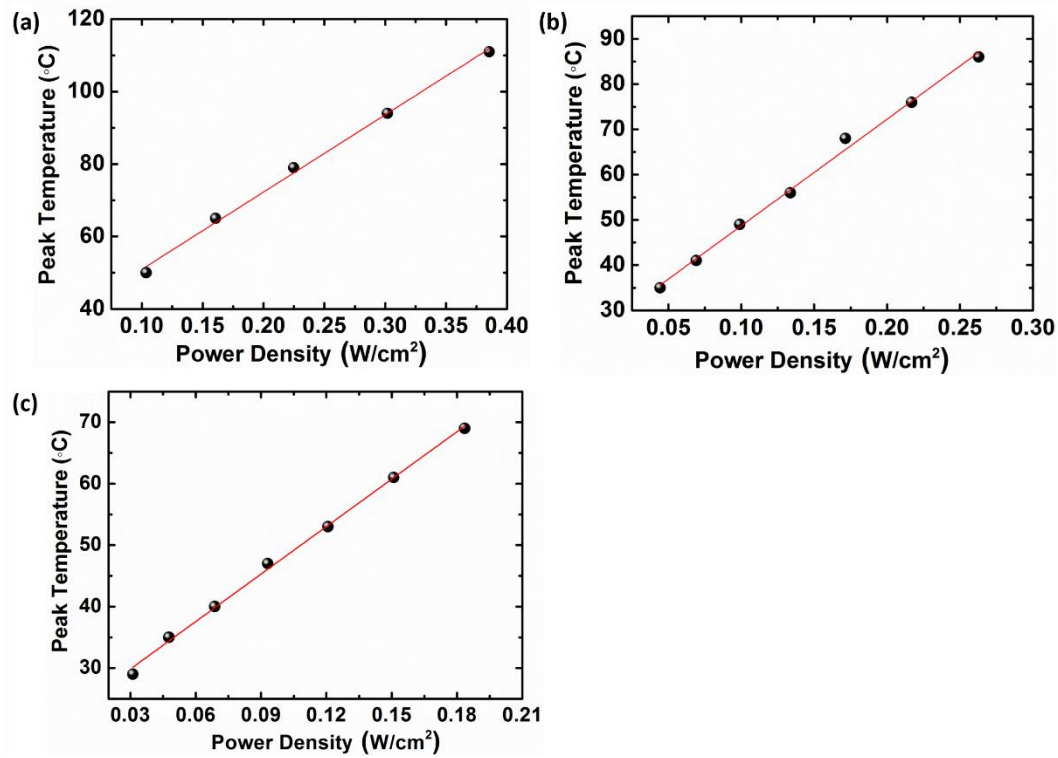 (a)
Peak Temperature (◦C)
120
100
80
60
40
0.10 0.15 0.20 0.25 0.30 0.35 0.40
Power Density (W/cm²)
(b)
Peak Temperature (◦C)
90
80
70
60
50
40
30
0.05 0.10 0.15 0.20 0.25 0.30
Power Density (W/cm²)
(c)
Peak Temperature (◦C)
70
60
50
40
30
0.03 0.06 0.09 0.12 0.15 0.18 0.21
Power Density (W/cm²)